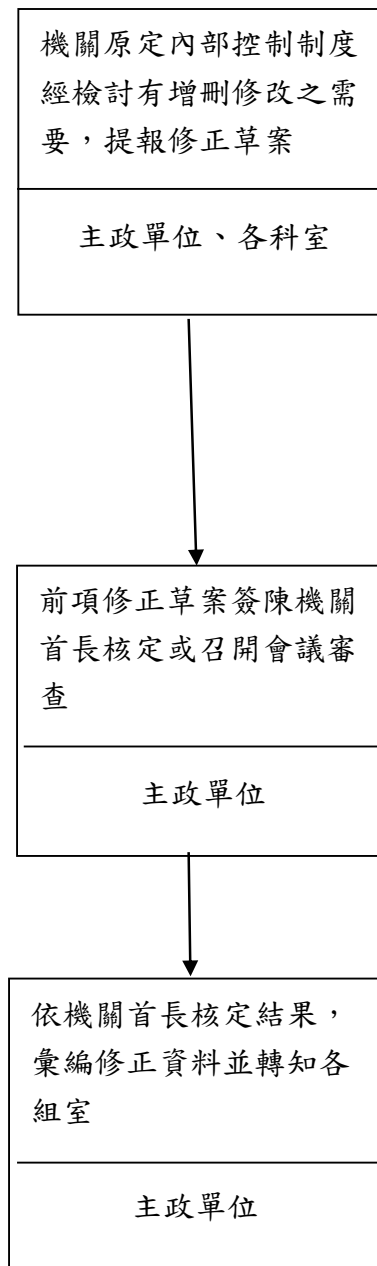 機關原定內部控制制度
經檢討有增刪修改之需
要，提報修正草案
主政單位、各科室
前項修正草案簽陳機關
首長核定或召開會議審
查
主政單位
依機關首長核定結果，
彙編修正資料並轉知各
組室
主政單位